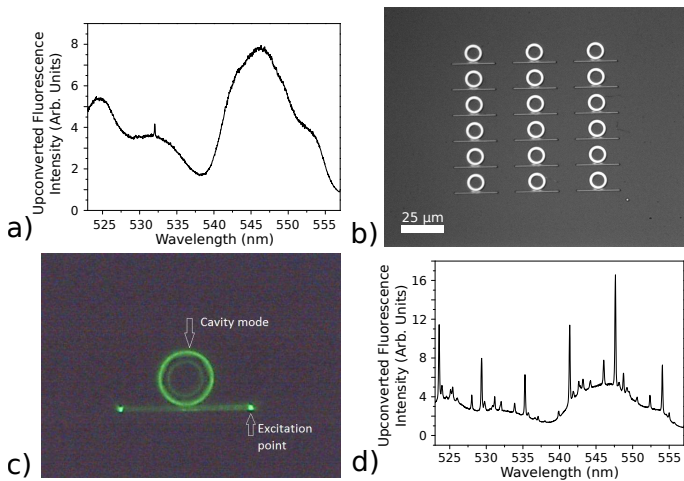 Upconverted Fluorescence
Intensity (Arb. Units)
8
6
4
2
0
525 530 535 540 545 550 555
Wavelength (nm)
a)
25 µm
b)
Cavity mode
Excitation
point
c)
Upconverted Fluorescence
Intensity (Arb. Units)
16
12
8
4
0
525 530 535 540 545 550 555
Wavelength (nm)
d)